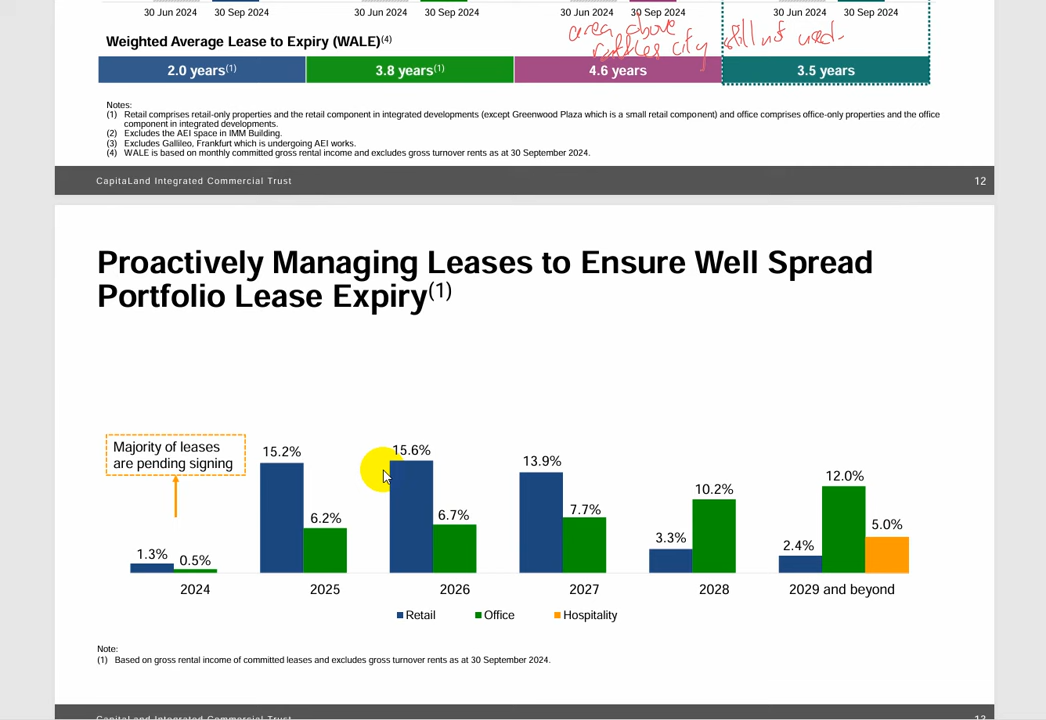 30 Jun 2024 30 Sep 2024 30 Jun 2024 30 Sep 2024 30 Jun 2024 30 Sep 2024 30 Jun 2024 30 Sep 2024
area above
raffles city still not used.
Weighted Average Lease to Expiry (WALE)(4)
2.0 years(1) 3.8 years(1) 4.6 years 3.5 years
Notes:
(1) Retail comprises retail-only properties and the retail component in integrated developments (except Greenwood Plaza which is a small retail component) and office comprises office-only properties and the office
component in integrated developments.
(2) Excludes the AEI space in IMM Building.
(3) Excludes Gallileo, Frankfurt which is undergoing AEI works.
(4) WALE is based on monthly committed gross rental income and excludes gross turnover rents as at 30 September 2024.
CapitaLand Integrated Commercial Trust 12
Proactively Managing Leases to Ensure Well Spread
Portfolio Lease Expiry(1)
Majority of leases
are pending signing
1.3% 0.5% 15.2% 6.2% 15.6% 6.7% 13.9% 7.7% 3.3% 10.2% 2.4% 12.0% 5.0%
2024 2025 2026 2027 2028 2029 and beyond
Retail Office Hospitality
Note:
(1) Based on gross rental income of committed leases and excludes gross turnover rents as at 30 September 2024.
CapitaLand Integrated Commercial Trust 13